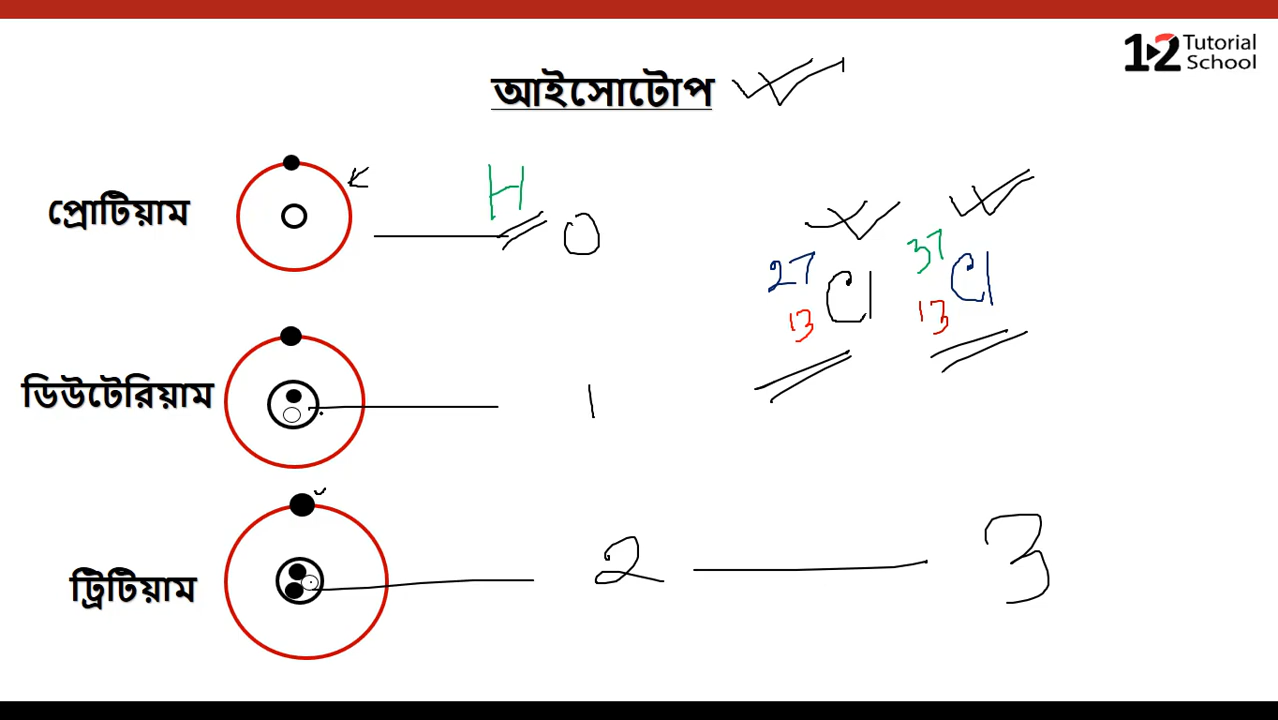 12 Tutorial School
আইসোটোপ
প্রোটিয়াম
H
0
27 13 Cl
37 13 Cl
ডিউটেরিয়াম
1
ট্রিটিয়াম
2
3